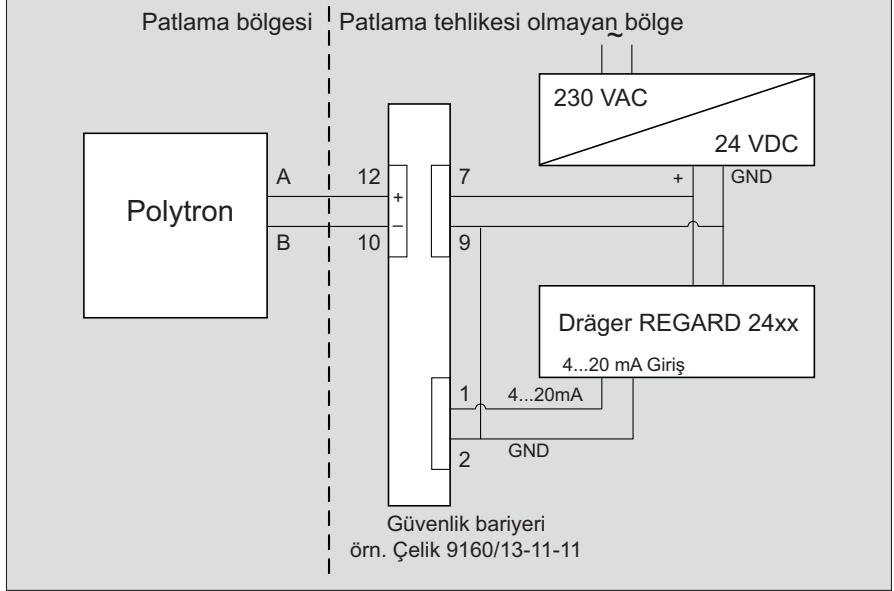 Patlama bölgesi
Patlama tehlikesi olmayan bölge
~
230 VAC
24 VDC
+ GND
Polytron
A
B
12
10
+
–
7
9
Dräger REGARD 24xx
4...20 mA Giriş
1 4...20mA
2 GND
Güvenlik bariyeri
örn. Çelik 9160/13-11-11